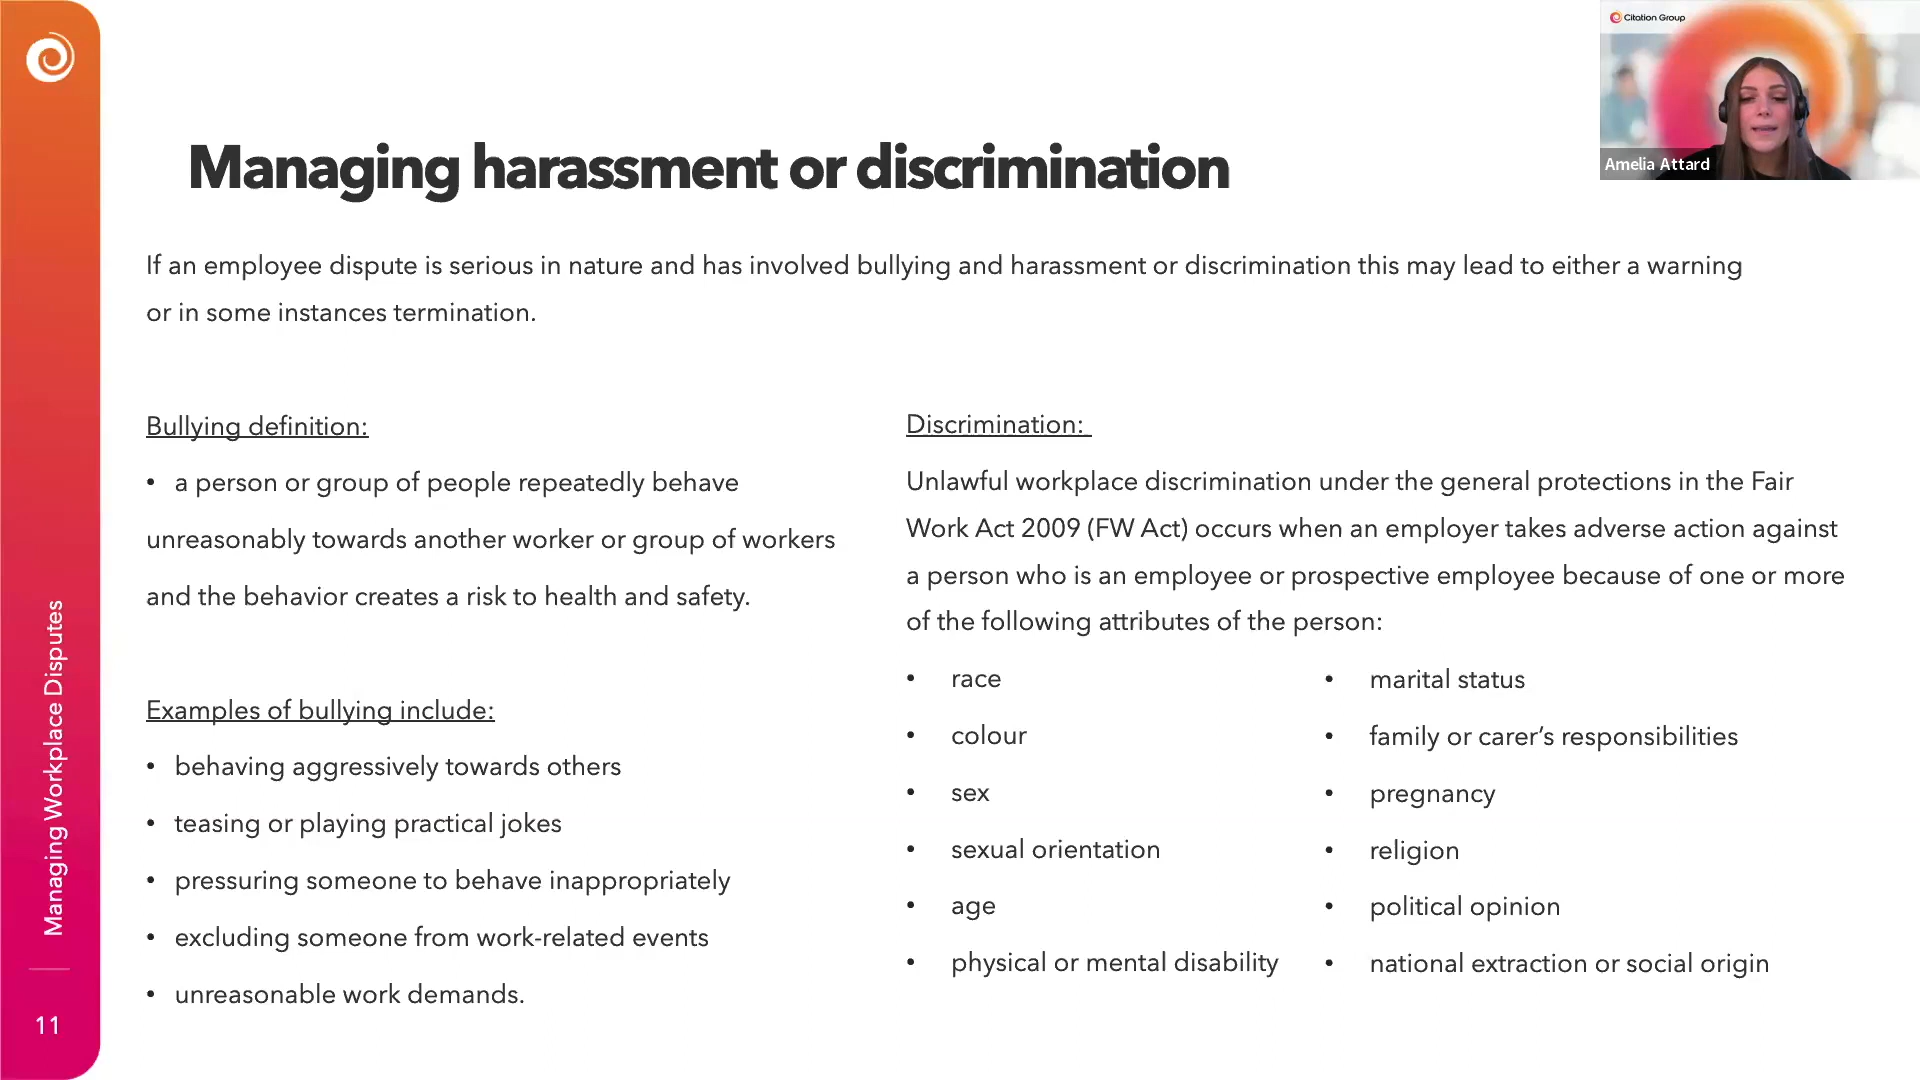 Citation Group
Amelia Attard
Managing harassment or discrimination
If an employee dispute is serious in nature and has involved bullying and harassment or discrimination this may lead to either a warning
or in some instances termination.
Bullying definition:
• a person or group of people repeatedly behave
unreasonably towards another worker or group of workers
and the behavior creates a risk to health and safety.
Examples of bullying include:
• behaving aggressively towards others
• teasing or playing practical jokes
• pressuring someone to behave inappropriately
• excluding someone from work-related events
• unreasonable work demands.
Discrimination:
Unlawful workplace discrimination under the general protections in the Fair
Work Act 2009 (FW Act) occurs when an employer takes adverse action against
a person who is an employee or prospective employee because of one or more
of the following attributes of the person:
• race
• colour
• sex
• sexual orientation
• age
• physical or mental disability
• marital status
• family or carer’s responsibilities
• pregnancy
• religion
• political opinion
• national extraction or social origin
Managing Workplace Disputes
11